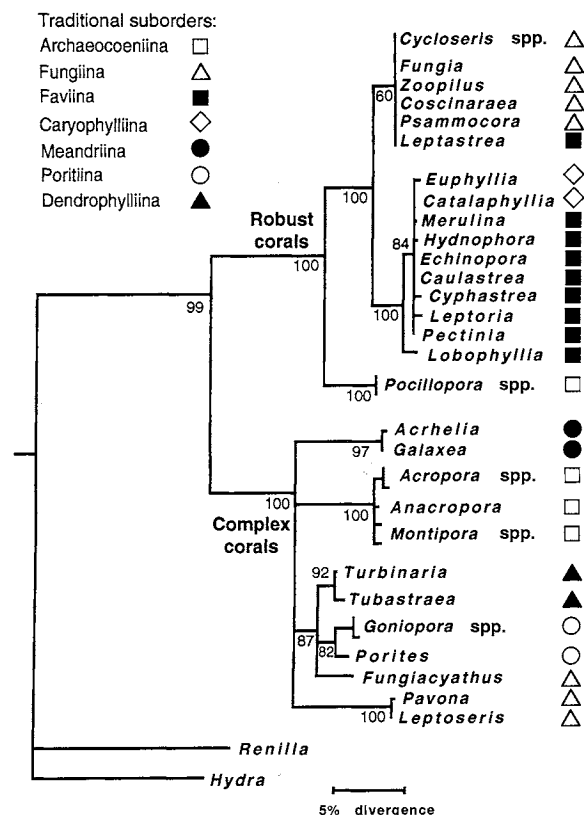 Traditional suborders:
Archaeocoeniina
Fungiina
Faviina
Caryophylliina
Meandriina
Poritiina
Dendrophylliina
Cycloseris spp.
Fungia
Zoopilus
Coscinaraea
Psammocora
Leptastrea
60
100
Euphyllia
Catalaphyllia
Merulina
84
Hydnophora
Echinopora
Caulastrea
Cyphastrea
Leptoria
Pectinia
Lobophyllia
100
Robust
corals
100
99
Pocillopora spp.
100
Acrhelia
Galaxea
97
Acropora spp.
Anacropora
Montipora spp.
100
100
Complex
corals
92
Turbinaria
Tubastraea
Goniopora spp.
87
82
Porites
Fungiacyathus
Pavona
Leptoseris
100
Renilla
Hydra
5% divergence